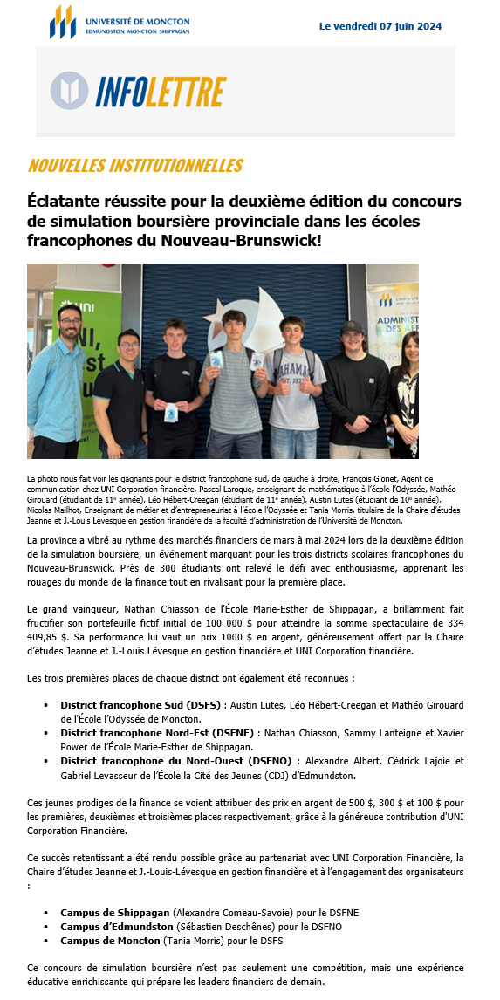 UNIVERSITÉ DE MONCTON
EDMUNDSTON MONCTON SHIPPAGAN
Le vendredi 07 juin 2024
INFOLETTRE
NOUVELLES INSTITUTIONNELLES
Éclatante réussite pour la deuxième édition du concours
de simulation boursière provinciale dans les écoles
francophones du Nouveau-Brunswick!
UNI
UNI,
ADMINIS
DES AFF
BAHAMAS
La photo nous fait voir les gagnants pour le district francophone sud, de gauche à droite, François Gionet, Agent de
communication chez UNI Corporation financière, Pascal Laroque, enseignant de mathématique à l’école l’Odyssée, Mathéo
Girouard (étudiant de 11ᵉ année), Léo Hébert-Creegan (étudiant de 11ᵉ année), Austin Lutes (étudiant de 10ᵉ année),
Nicolas Mailhot, Enseignant de métier et d’entrepreneuriat à l’école l’Odyssée et Tania Morris, titulaire de la Chaire d’études
Jeanne et J.-Louis Lévesque en gestion financière de la faculté d’administration de l’Université de Moncton.
La province a vibré au rythme des marchés financiers de mars à mai 2024 lors de la deuxième édition
de la simulation boursière, un événement marquant pour les trois districts scolaires francophones du
Nouveau-Brunswick. Près de 300 étudiants ont relevé le défi avec enthousiasme, apprenant les
rouages du monde de la finance tout en rivalisant pour la première place.
Le grand vainqueur, Nathan Chiasson de l'École Marie-Esther de Shippagan, a brillamment fait
fructifier son portefeuille fictif initial de 100 000 $ pour atteindre la somme spectaculaire de 334
409,85 $. Sa performance lui vaut un prix 1000 $ en argent, généreusement offert par la Chaire
d’études Jeanne et J.-Louis Lévesque en gestion financière et UNI Corporation financière.
Les trois premières places de chaque district ont également été reconnues :
• District francophone Sud (DSFS) : Austin Lutes, Léo Hébert-Creegan et Mathéo Girouard
de l'École l’Odyssée de Moncton.
• District francophone Nord-Est (DSFNE) : Nathan Chiasson, Sammy Lanteigne et Xavier
Power de l’École Marie-Esther de Shippagan.
• District francophone du Nord-Ouest (DSFNO) : Alexandre Albert, Cédrick Lajoie et
Gabriel Levasseur de l’École la Cité des Jeunes (CDJ) d’Edmundston.
Ces jeunes prodiges de la finance se voient attribuer des prix en argent de 500 $, 300 $ et 100 $ pour
les premières, deuxièmes et troisièmes places respectivement, grâce à la généreuse contribution d'UNI
Corporation Financière.
Ce succès retentissant a été rendu possible grâce au partenariat avec UNI Corporation Financière, la
Chaire d’études Jeanne et J.-Louis-Lévesque en gestion financière et à l’engagement des organisateurs
:
• Campus de Shippagan (Alexandre Comeau-Savoie) pour le DSFNE
• Campus d’Edmundston (Sébastien Deschênes) pour le DSFNO
• Campus de Moncton (Tania Morris) pour le DSFS
Ce concours de simulation boursière n’est pas seulement une compétition, mais une expérience
éducative enrichissante qui prépare les leaders financiers de demain.